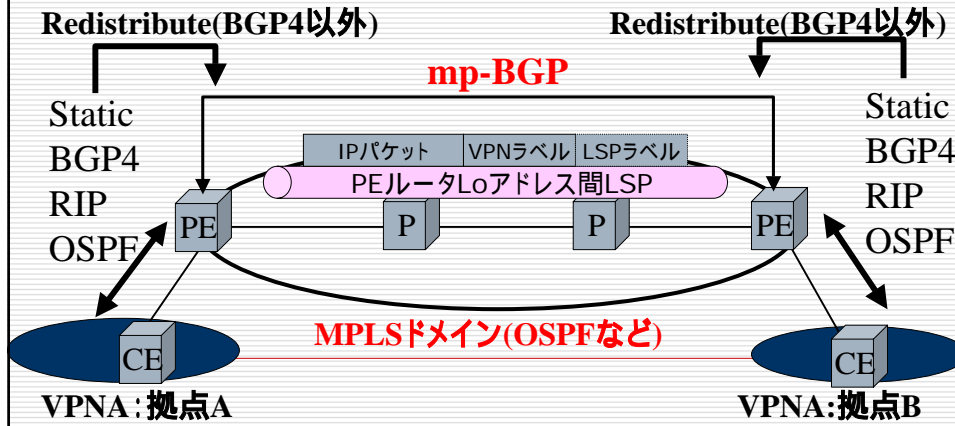 Redistribute(BGP4以外)
Redistribute(BGP4以外)
mp-BGP
Static
BGP4
RIP
OSPF
Static
BGP4
RIP
OSPF
IPパケット
VPNラベル
LSPラベル
PEルータLoアドレス間LSP
PE
P
P
PE
MPLSドメイン(OSPFなど)
CE
CE
VPNA:拠点A
VPNA:拠点B